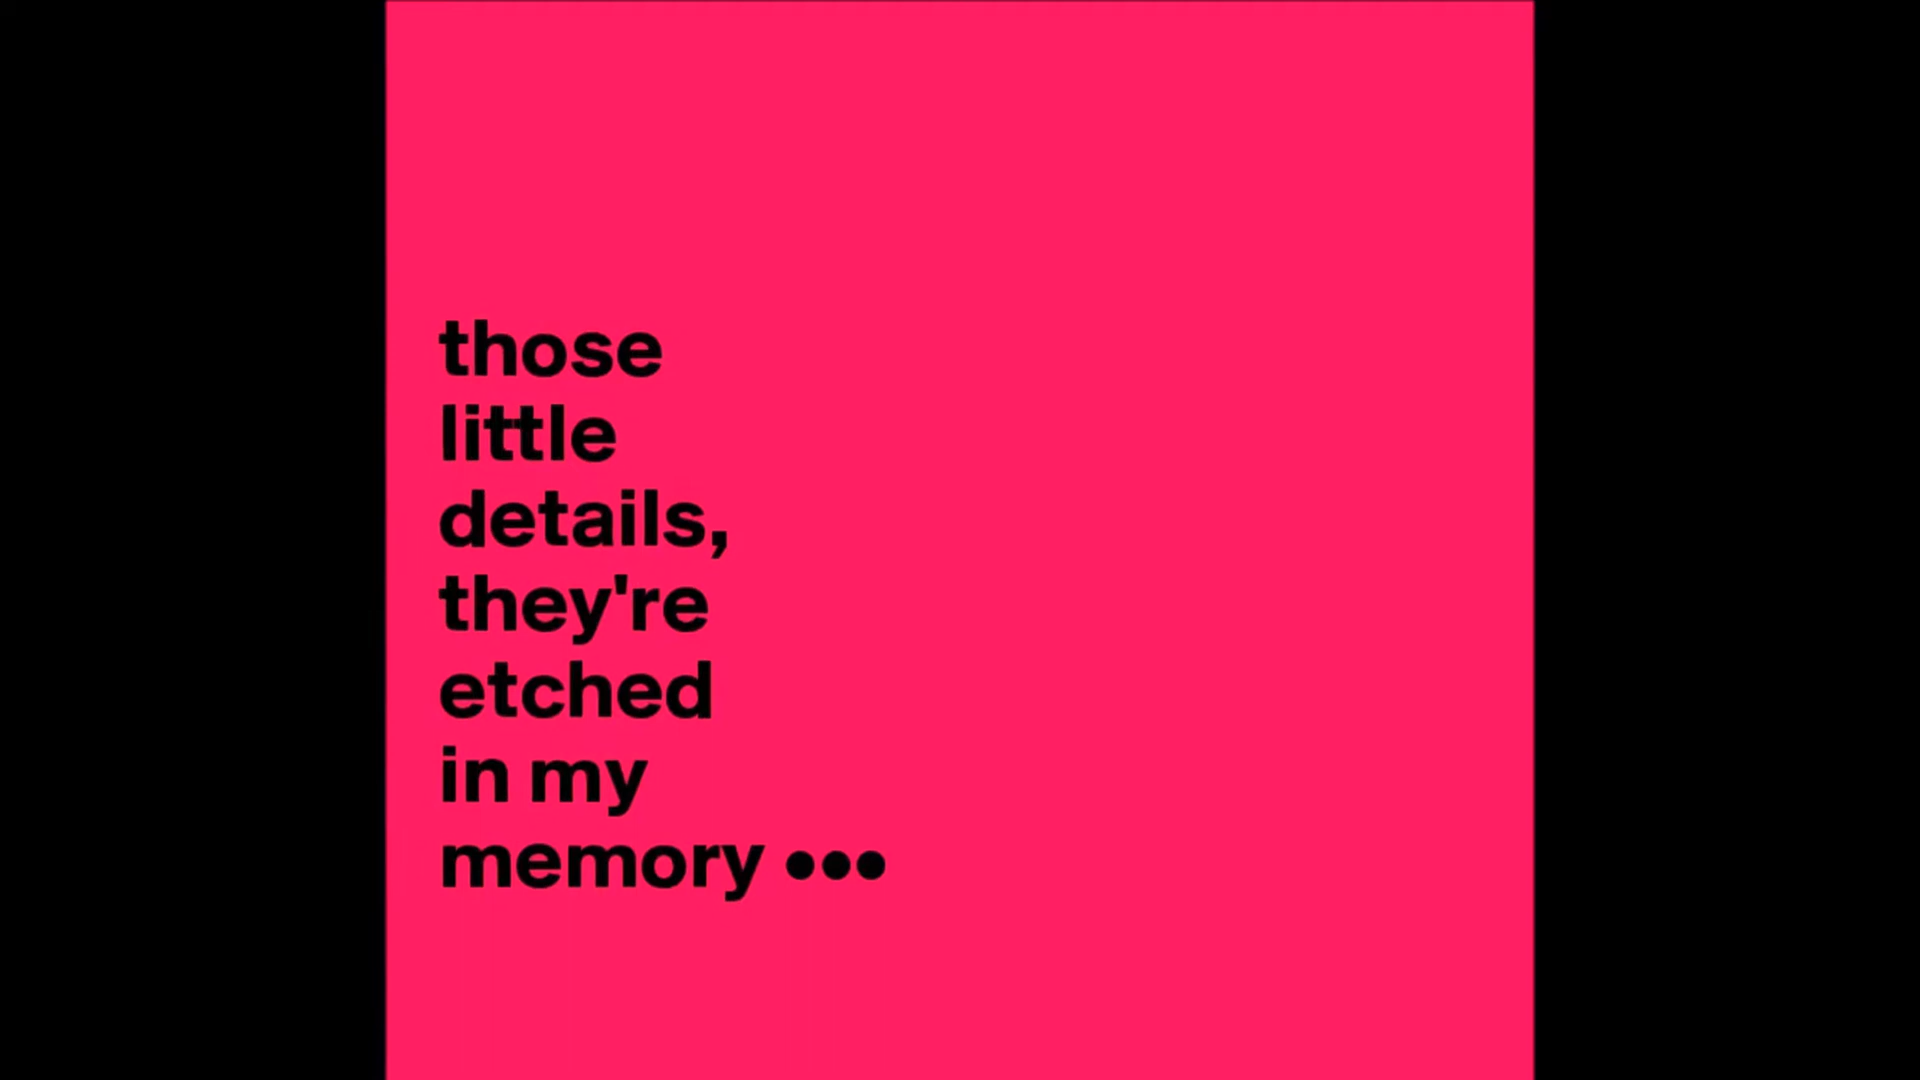 those
little
details,
they're
etched
in my
memory •••